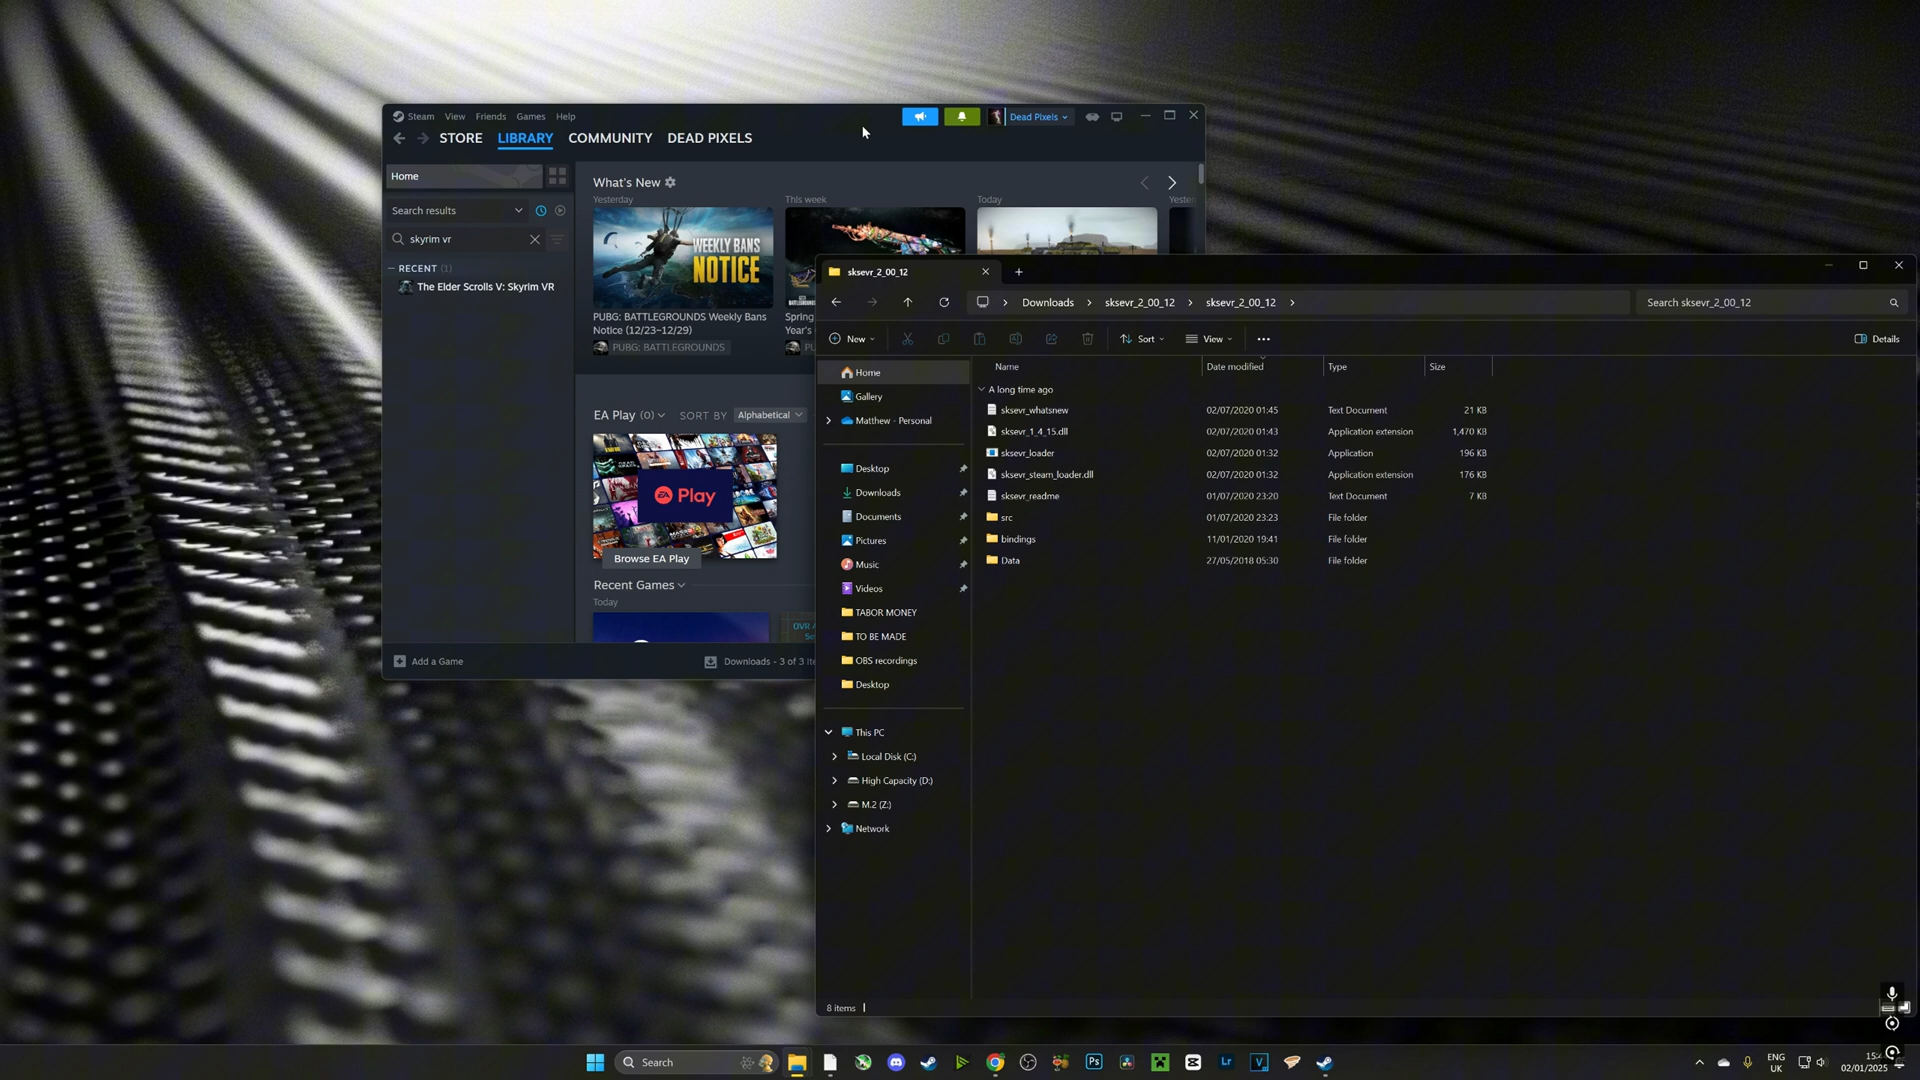 Steam View Friends Games Help
Dead Pixels
STORE LIBRARY COMMUNITY DEAD PIXELS
Home
Search results
skyrim vr
RECENT (1)
The Elder Scrolls V: Skyrim VR
What's New
Yesterday
This week
Today
WEEKLY BANS
NOTICE
PUBG: BATTLEGROUNDS Weekly Bans
Notice (12/23–12/29)
PUBG: BATTLEGROUNDS
Spring
Year's
EA Play (0)
SORT BY Alphabetical
EA Play
Browse EA Play
Recent Games
Today
OVR
Add a Game
Downloads - 3 of 3 ite
sksevr_2_00_12
Downloads
sksevr_2_00_12
sksevr_2_00_12
Search sksevr_2_00_12
New
Sort
View
Details
Home
Gallery
Matthew - Personal
Desktop
Downloads
Documents
Pictures
Music
Videos
TABOR MONEY
TO BE MADE
OBS recordings
Desktop
This PC
Local Disk (C:)
High Capacity (D:)
M.2 (Z:)
Network
Name Date modified Type Size
A long time ago
sksevr_whatsnew 02/07/2020 01:45 Text Document 21 KB
sksevr_1_4_15.dll 02/07/2020 01:43 Application extension 1,470 KB
sksevr_loader 02/07/2020 01:32 Application 196 KB
sksevr_steam_loader.dll 02/07/2020 01:32 Application extension 176 KB
sksevr_readme 01/07/2020 23:20 Text Document 7 KB
src 01/07/2020 23:23 File folder
bindings 11/01/2020 19:41 File folder
Data 27/05/2018 05:30 File folder
8 items
Search
Ps
Lr
V
ENG
UK
15:
02/01/2025